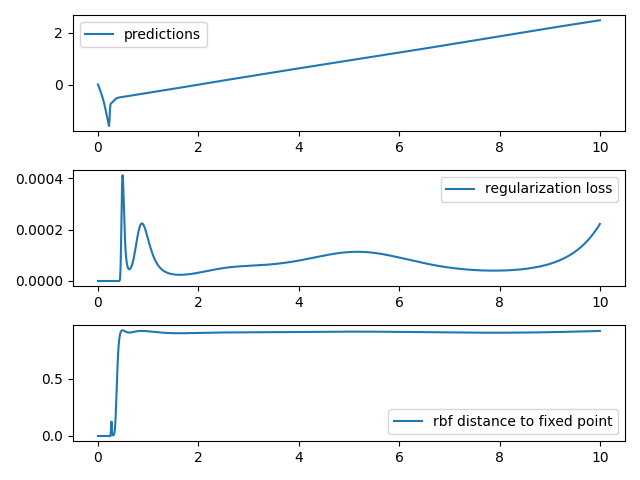 predictions
2
0
0 2 4 6 8 10
regularization loss
0.0004
0.0002
0.0000
0 2 4 6 8 10
0.5
rbf distance to fixed point
0.0
0 2 4 6 8 10